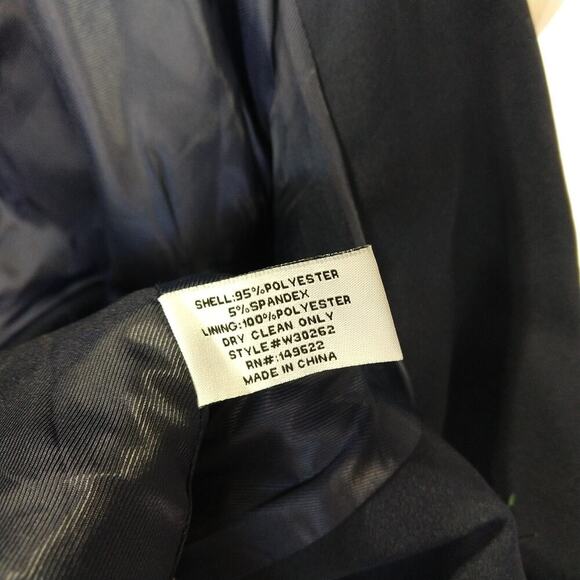 SHELL:95%POLYESTER
5%SPANDEX
LINING:100%POLYESTER
DRY CLEAN ONLY
STYLE#W30262
RN#:149622
MADE IN CHINA